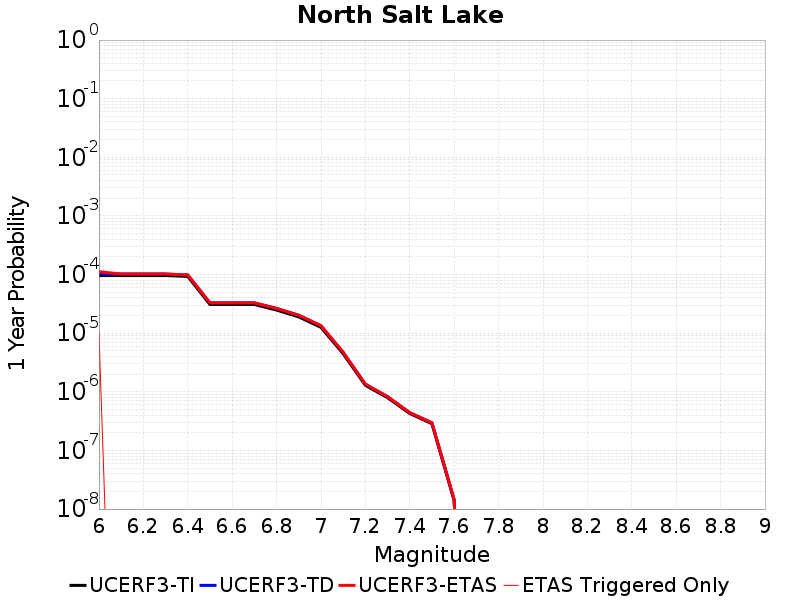 North Salt Lake
10^0
10^-1
10^-2
10^-3
10^-4
10^-5
10^-6
10^-7
10^-8
1 Year Probability
6 6.2 6.4 6.6 6.8 7 7.2 7.4 7.6 7.8 8 8.2 8.4 8.6 8.8 9
Magnitude
UCERF3-TI UCERF3-TD UCERF3-ETAS ETAS Triggered Only